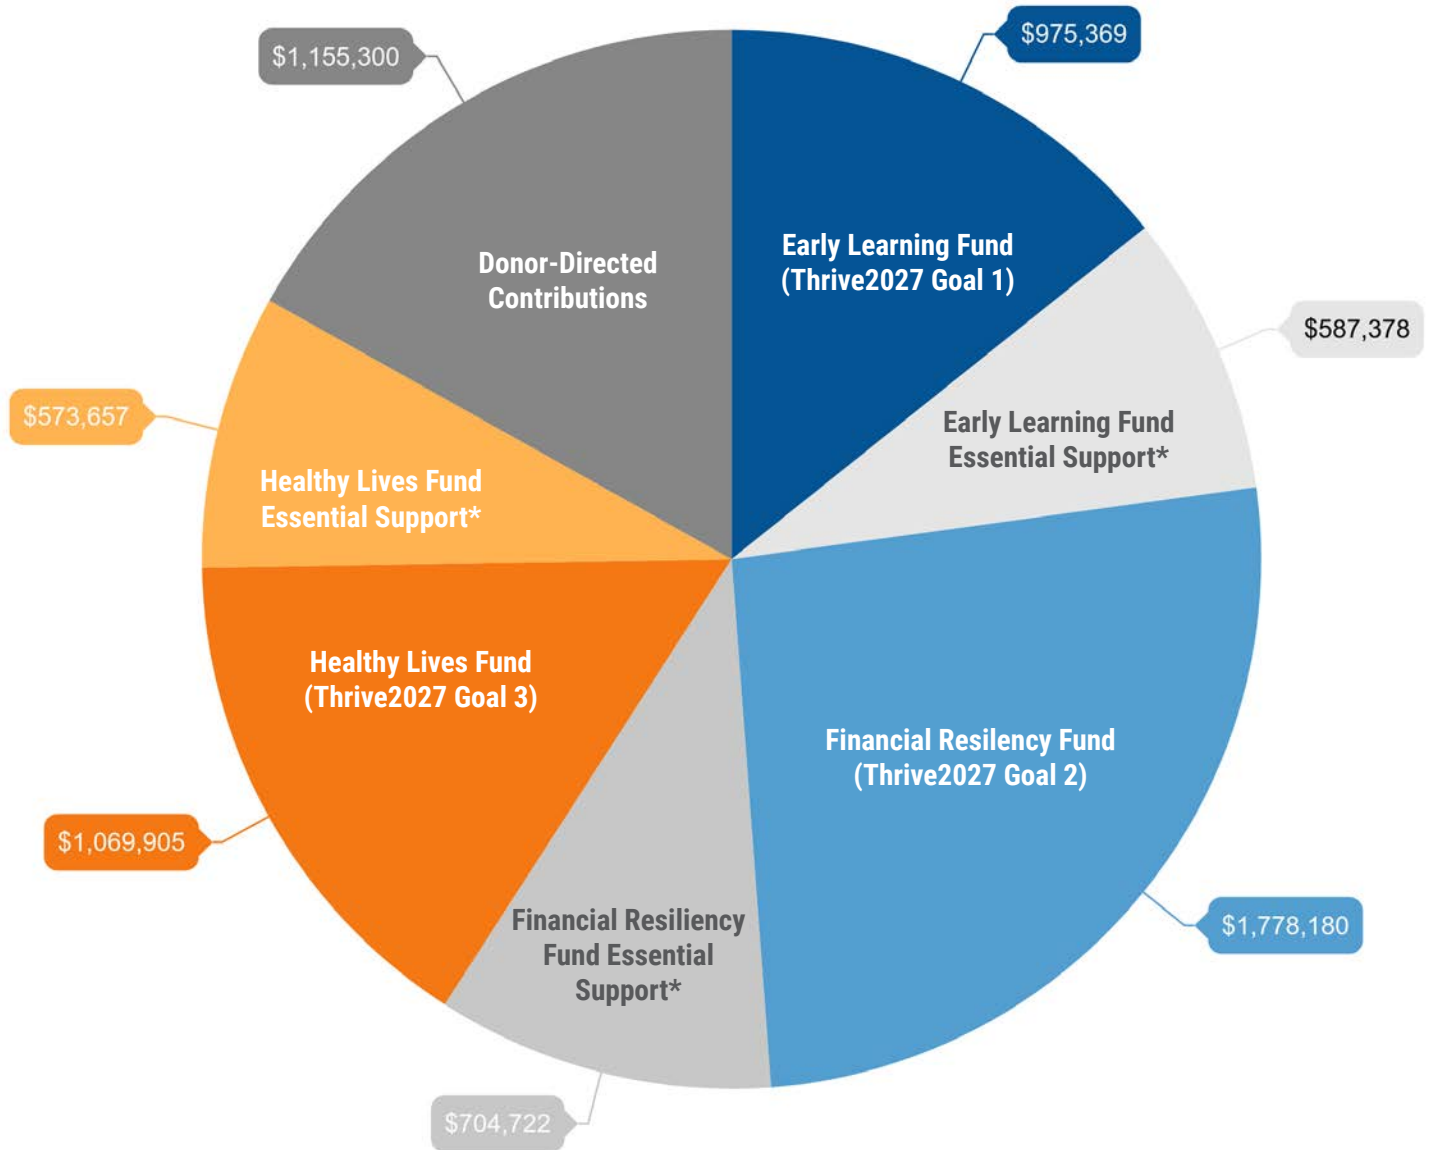 $975,369
$1,155,300
Early Learning Fund
(Thrive2027 Goal 1)
Donor-Directed
Contributions
$587,378
$573,657
Early Learning Fund
Essential Support*
Healthy Lives Fund
Essential Support*
Healthy Lives Fund
(Thrive2027 Goal 3)
Financial Resilency Fund
(Thrive2027 Goal 2)
$1,069,905
Financial Resiliency
Fund Essential
Support*
$1,778,180
$704,722